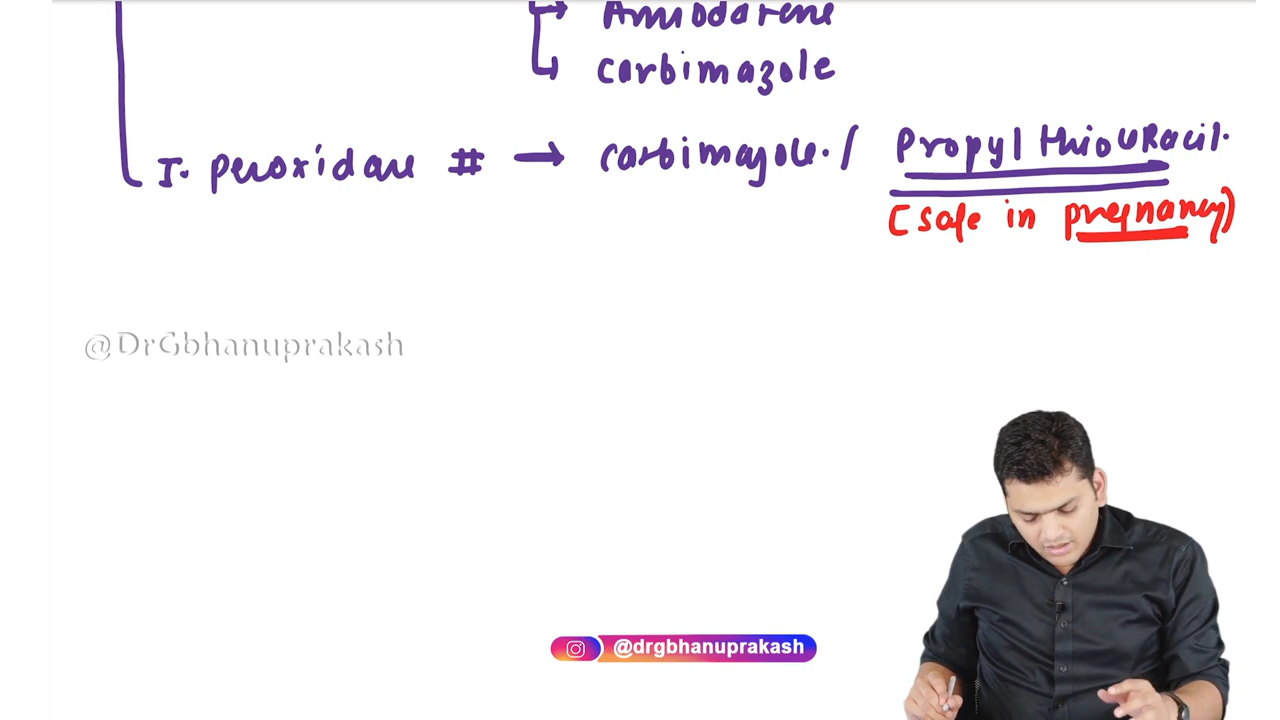 Amiodarone
carbimazole
I. peroxidase # → carbimazole. / Propyl thioURacil.
(safe in pregnancy)
@DrGbhanuprakash
@drgbhanuprakash